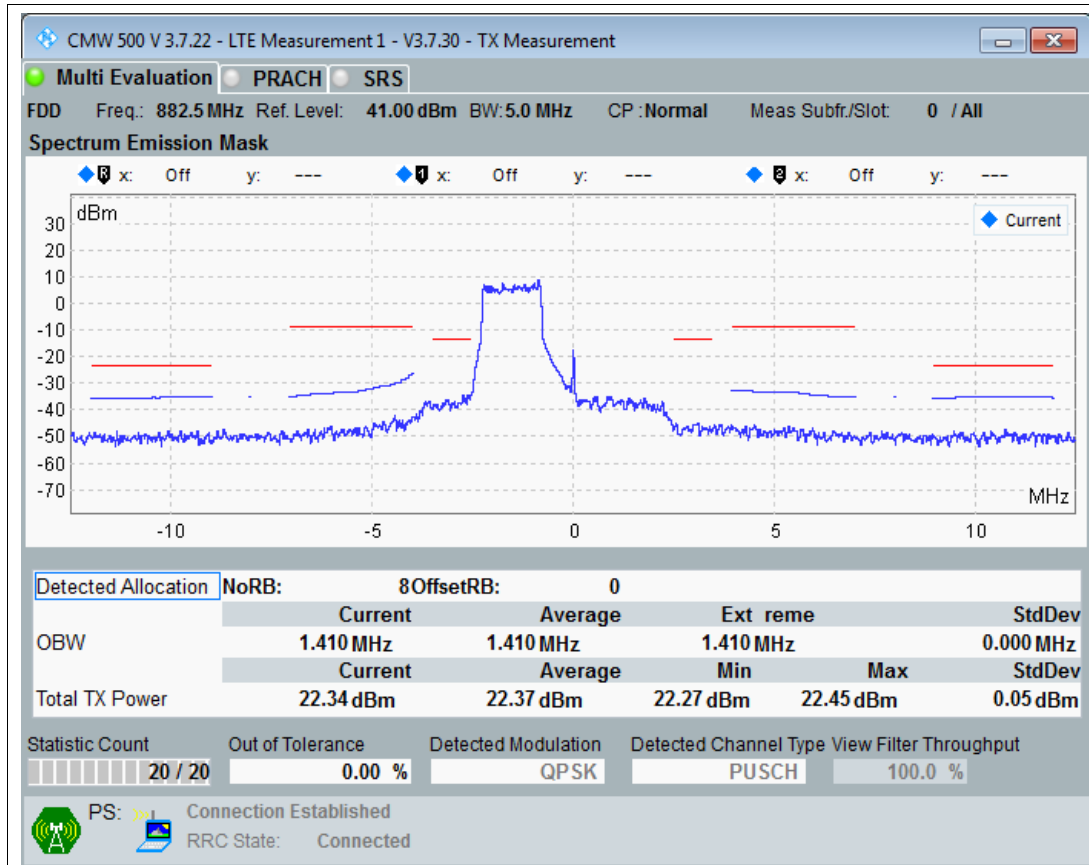 CMW 500 V 3.7.22 - LTE Measurement 1 - V3.7.30 - TX Measurement
Multi Evaluation PRACH SRS
FDD Freq.: 882.5 MHz Ref. Level: 41.00 dBm BW: 5.0 MHz CP : Normal Meas Subfr./Slot: 0 / All
Spectrum Emission Mask
R x: Off y: --- 1 x: Off y: --- 2 x: Off y: ---
dBm
Current
30
20
10
0
-10
-20
-30
-40
-50
-60
-70
MHz
-10 -5 0 5 10
Detected Allocation NoRB: 8 OffsetRB: 0
Current Average Ext reme StdDev
OBW 1.410 MHz 1.410 MHz 1.410 MHz 0.000 MHz
Current Average Min Max StdDev
Total TX Power 22.34 dBm 22.37 dBm 22.27 dBm 22.45 dBm 0.05 dBm
Statistic Count Out of Tolerance Detected Modulation Detected Channel Type View Filter Throughput
20 / 20 0.00 % QPSK PUSCH 100.0 %
PS: Connection Established
RRC State: Connected